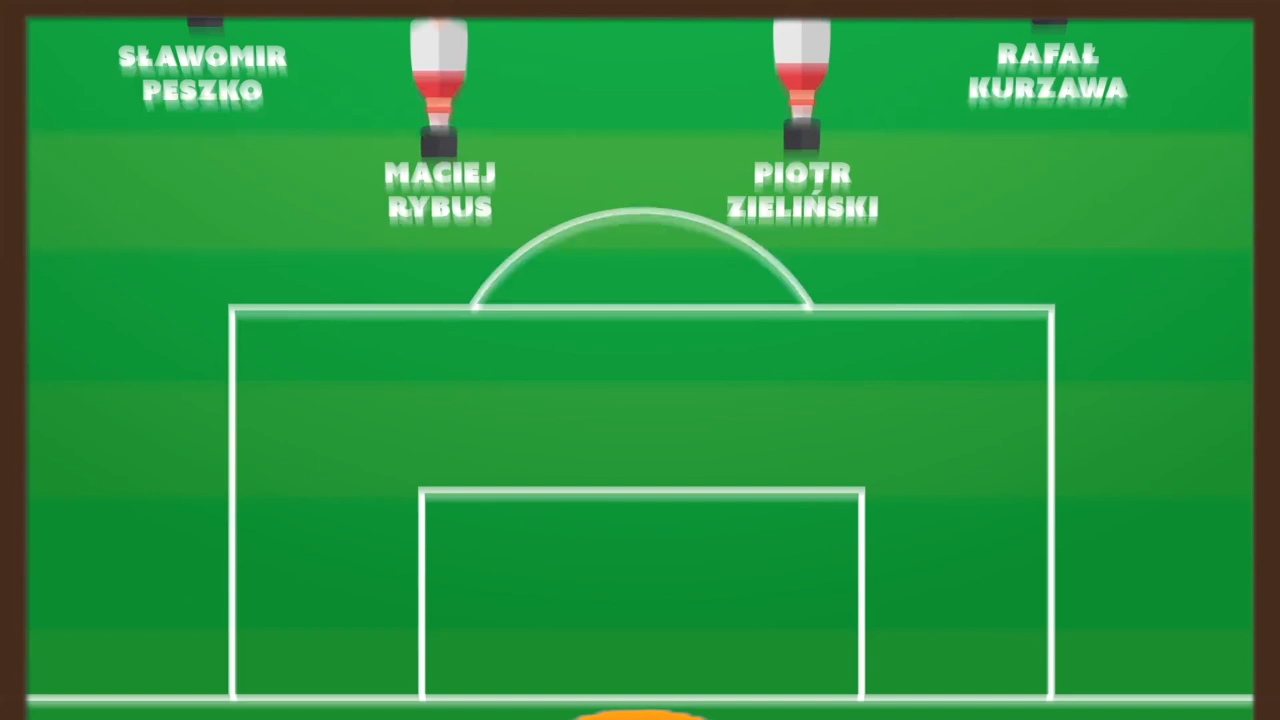 SŁAWOMIR
PESZKO
RAFAŁ
KURZAWA
MACIEJ
RYBUS
PIOTR
ZIELIŃSKI